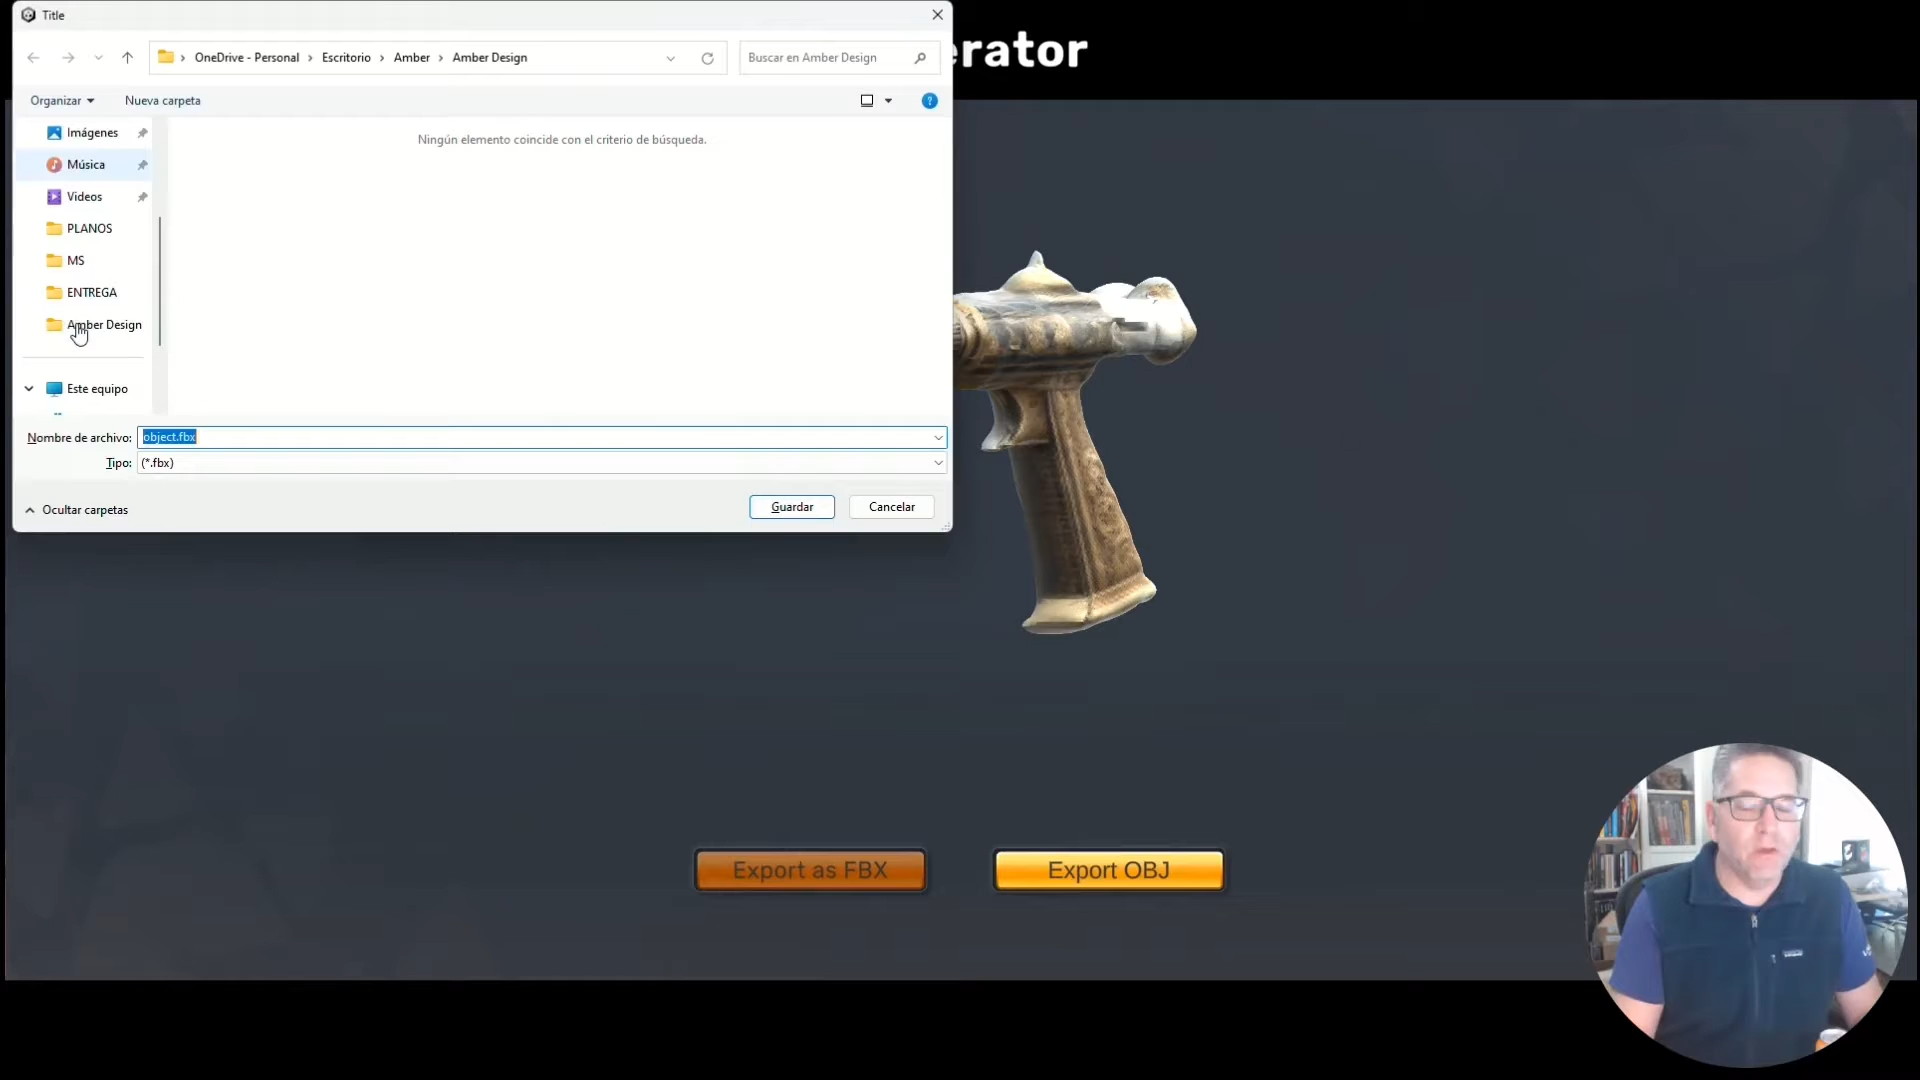 Title
erator
OneDrive - Personal > Escritorio > Amber > Amber Design
Buscar en Amber Design
Organizar
Nueva carpeta
Imágenes
Ningún elemento coincide con el criterio de búsqueda.
Música
Videos
PLANOS
MS
ENTREGA
Amber Design
Este equipo
Nombre de archivo: object.fbx
Tipo: (*.fbx)
Ocultar carpetas
Guardar
Cancelar
Export as FBX
Export OBJ